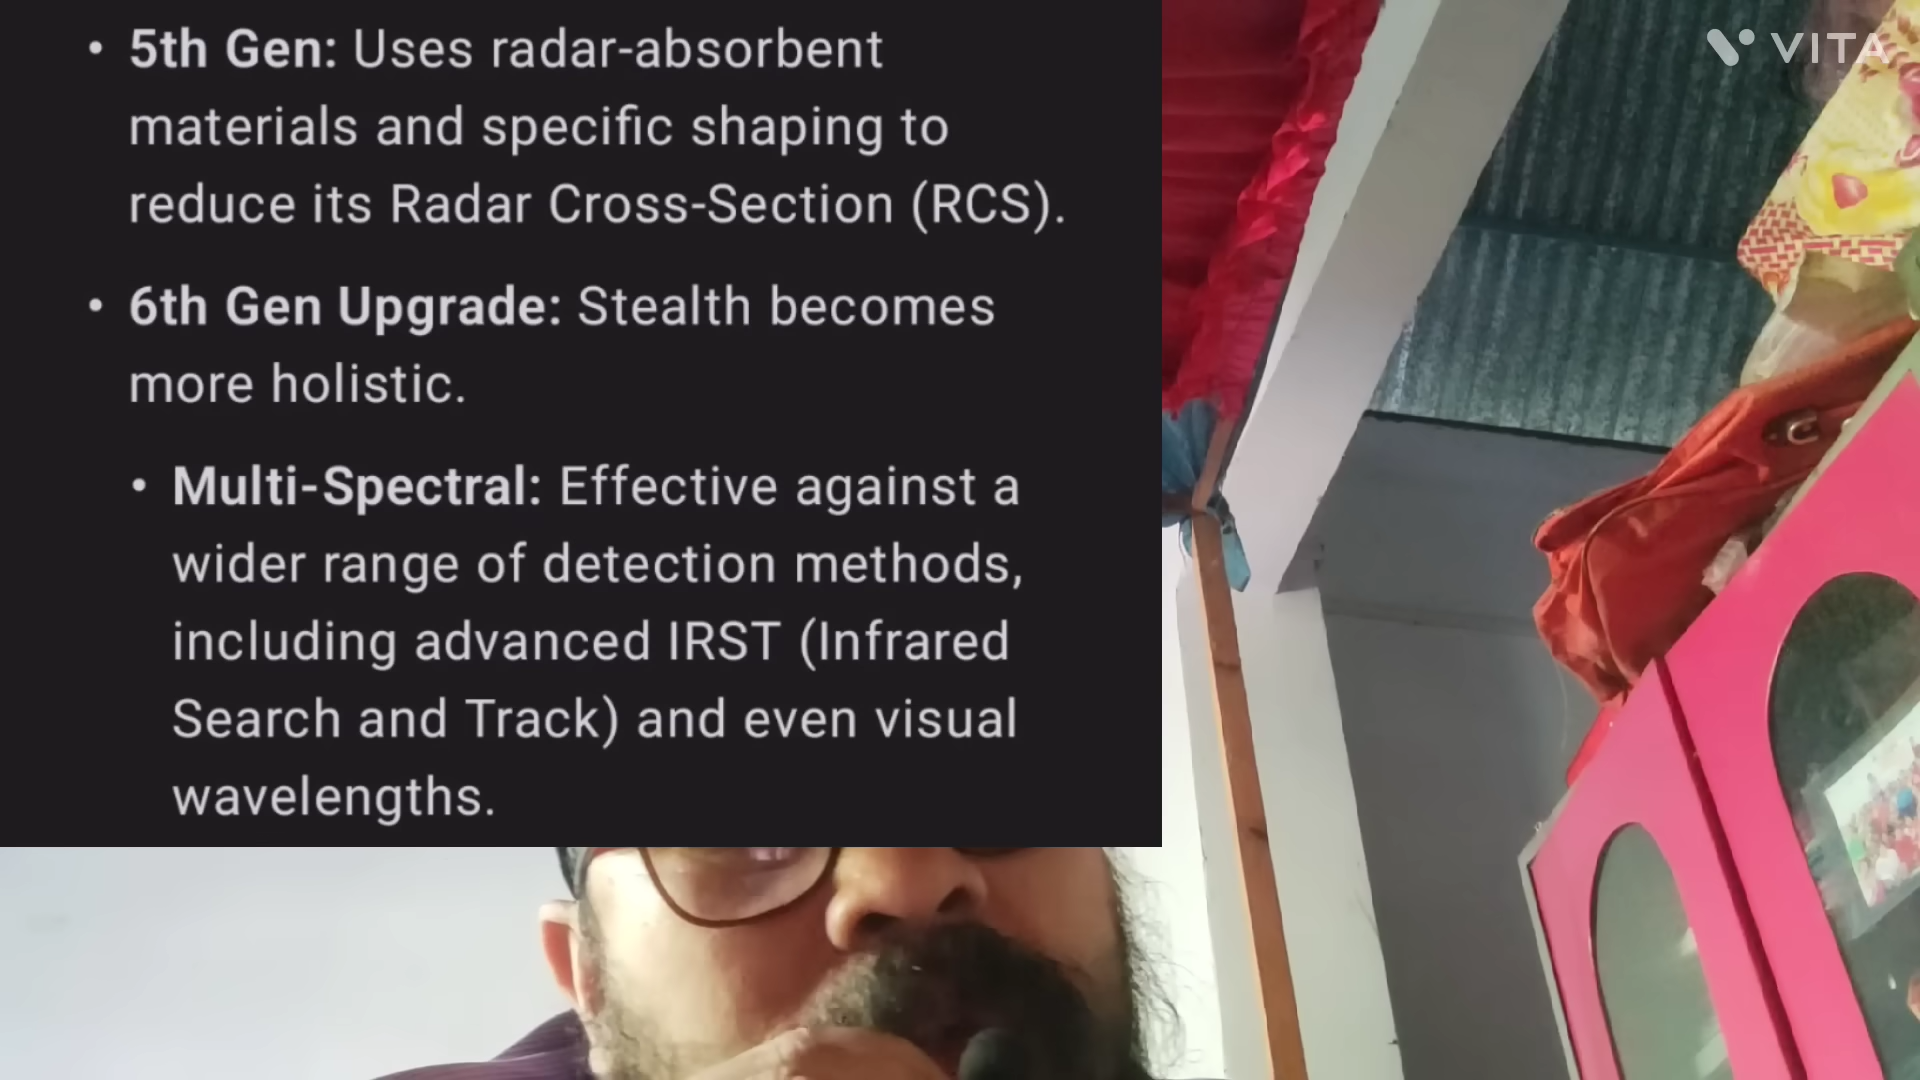 • 5th Gen: Uses radar-absorbent
materials and specific shaping to
reduce its Radar Cross-Section (RCS).
• 6th Gen Upgrade: Stealth becomes
more holistic.
• Multi-Spectral: Effective against a
wider range of detection methods,
including advanced IRST (Infrared
Search and Track) and even visual
wavelengths.
VITA